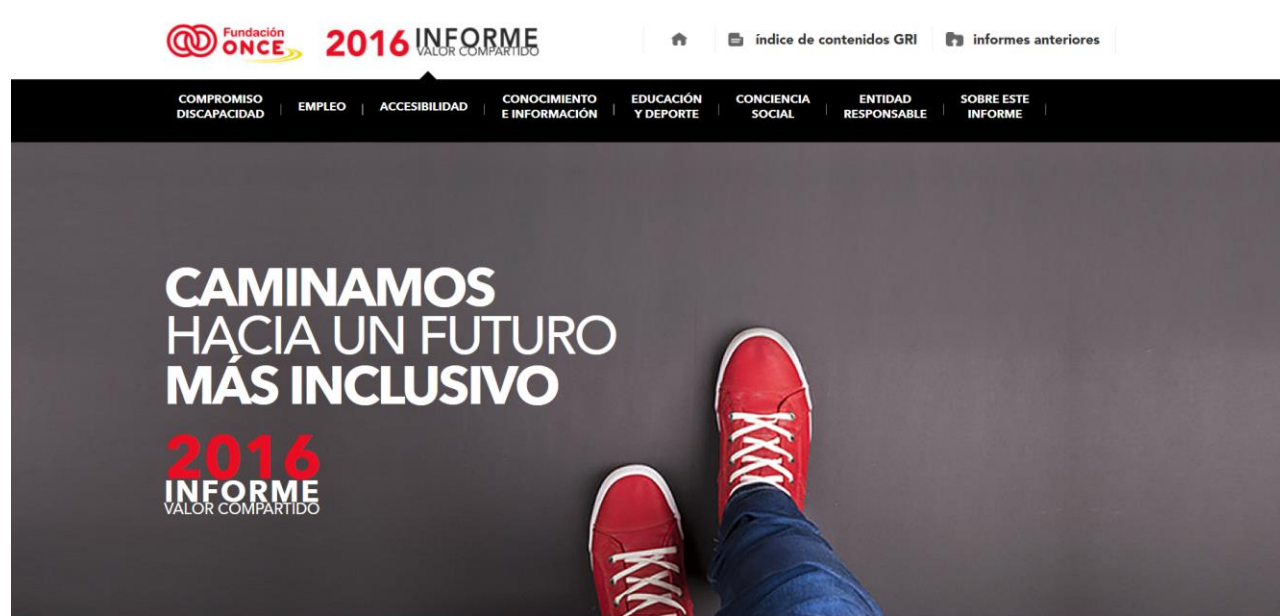 Fundación
ONCE
2016 INFORME
VALOR COMPARTIDO
índice de contenidos GRI
informes anteriores
COMPROMISO
DISCAPACIDAD
EMPLEO
ACCESIBILIDAD
CONOCIMIENTO
E INFORMACIÓN
EDUCACIÓN
Y DEPORTE
CONCIENCIA
SOCIAL
ENTIDAD
RESPONSABLE
SOBRE ESTE
INFORME
CAMINAMOS
HACIA UN FUTURO
MÁS INCLUSIVO
2016
INFORME
VALOR COMPARTIDO